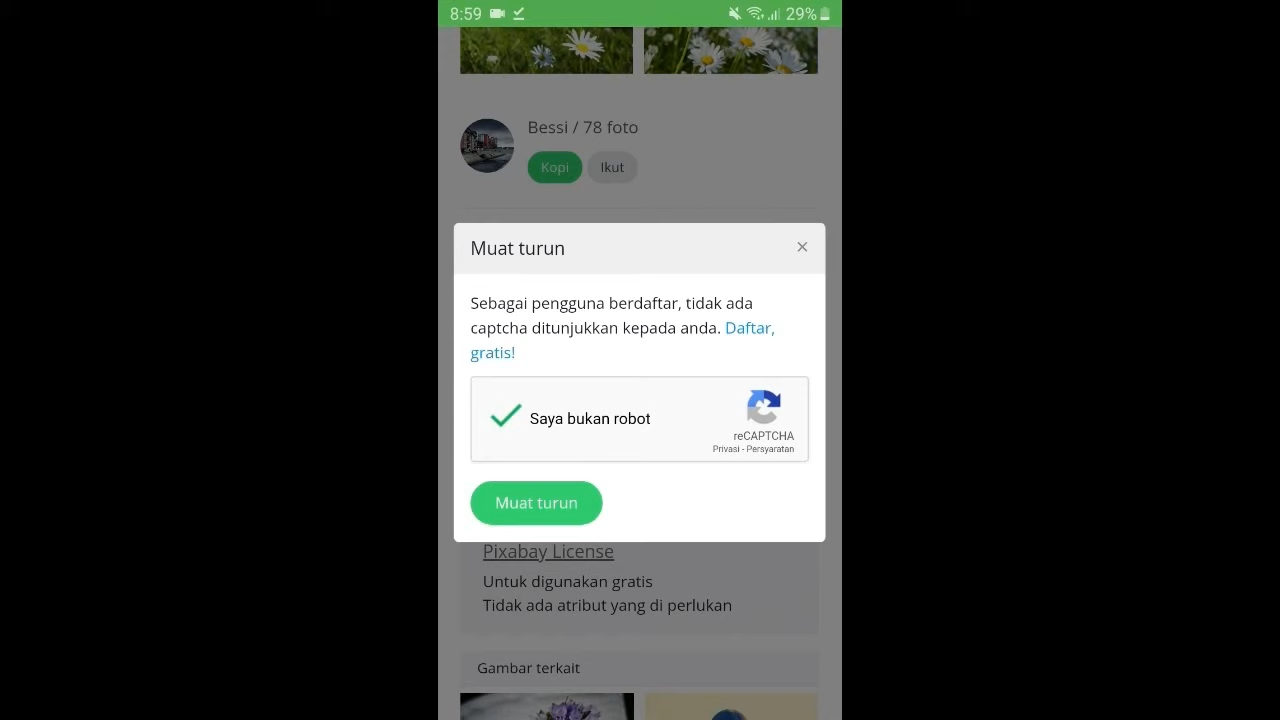 8:59 29%
Bessi / 78 foto
Kopi Ikut
Muat turun ×
Sebagai pengguna berdaftar, tidak ada
captcha ditunjukkan kepada anda. Daftar,
gratis!
Saya bukan robot
reCAPTCHA
Privasi - Persyaratan
Muat turun
Pixabay License
Untuk digunakan gratis
Tidak ada atribut yang di perlukan
Gambar terkait